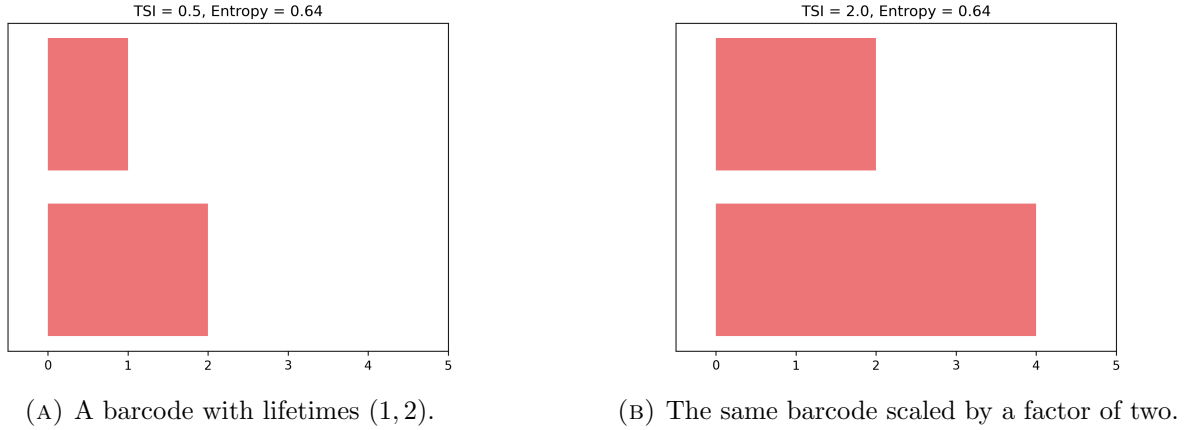 TSI = 0.5, Entropy = 0.64
0 1 2 3 4 5
(A) A barcode with lifetimes (1, 2).
TSI = 2.0, Entropy = 0.64
0 1 2 3 4 5
(B) The same barcode scaled by a factor of two.